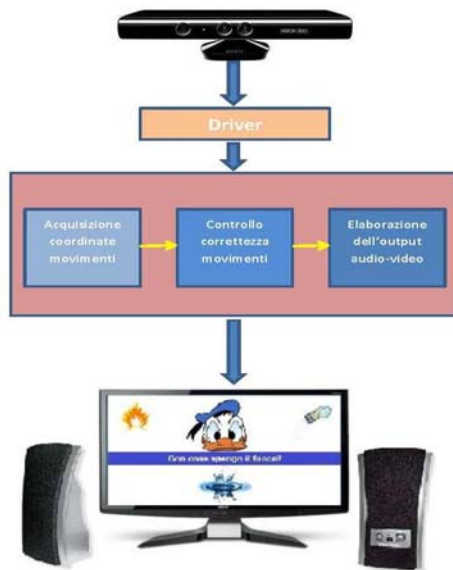 XBOX 360
Driver
Acquisizione
coordinate
movimenti
Controllo
correttezza
movimenti
Elaborazione
dell'output
audio-video
Con cosa spengo il fuoco?